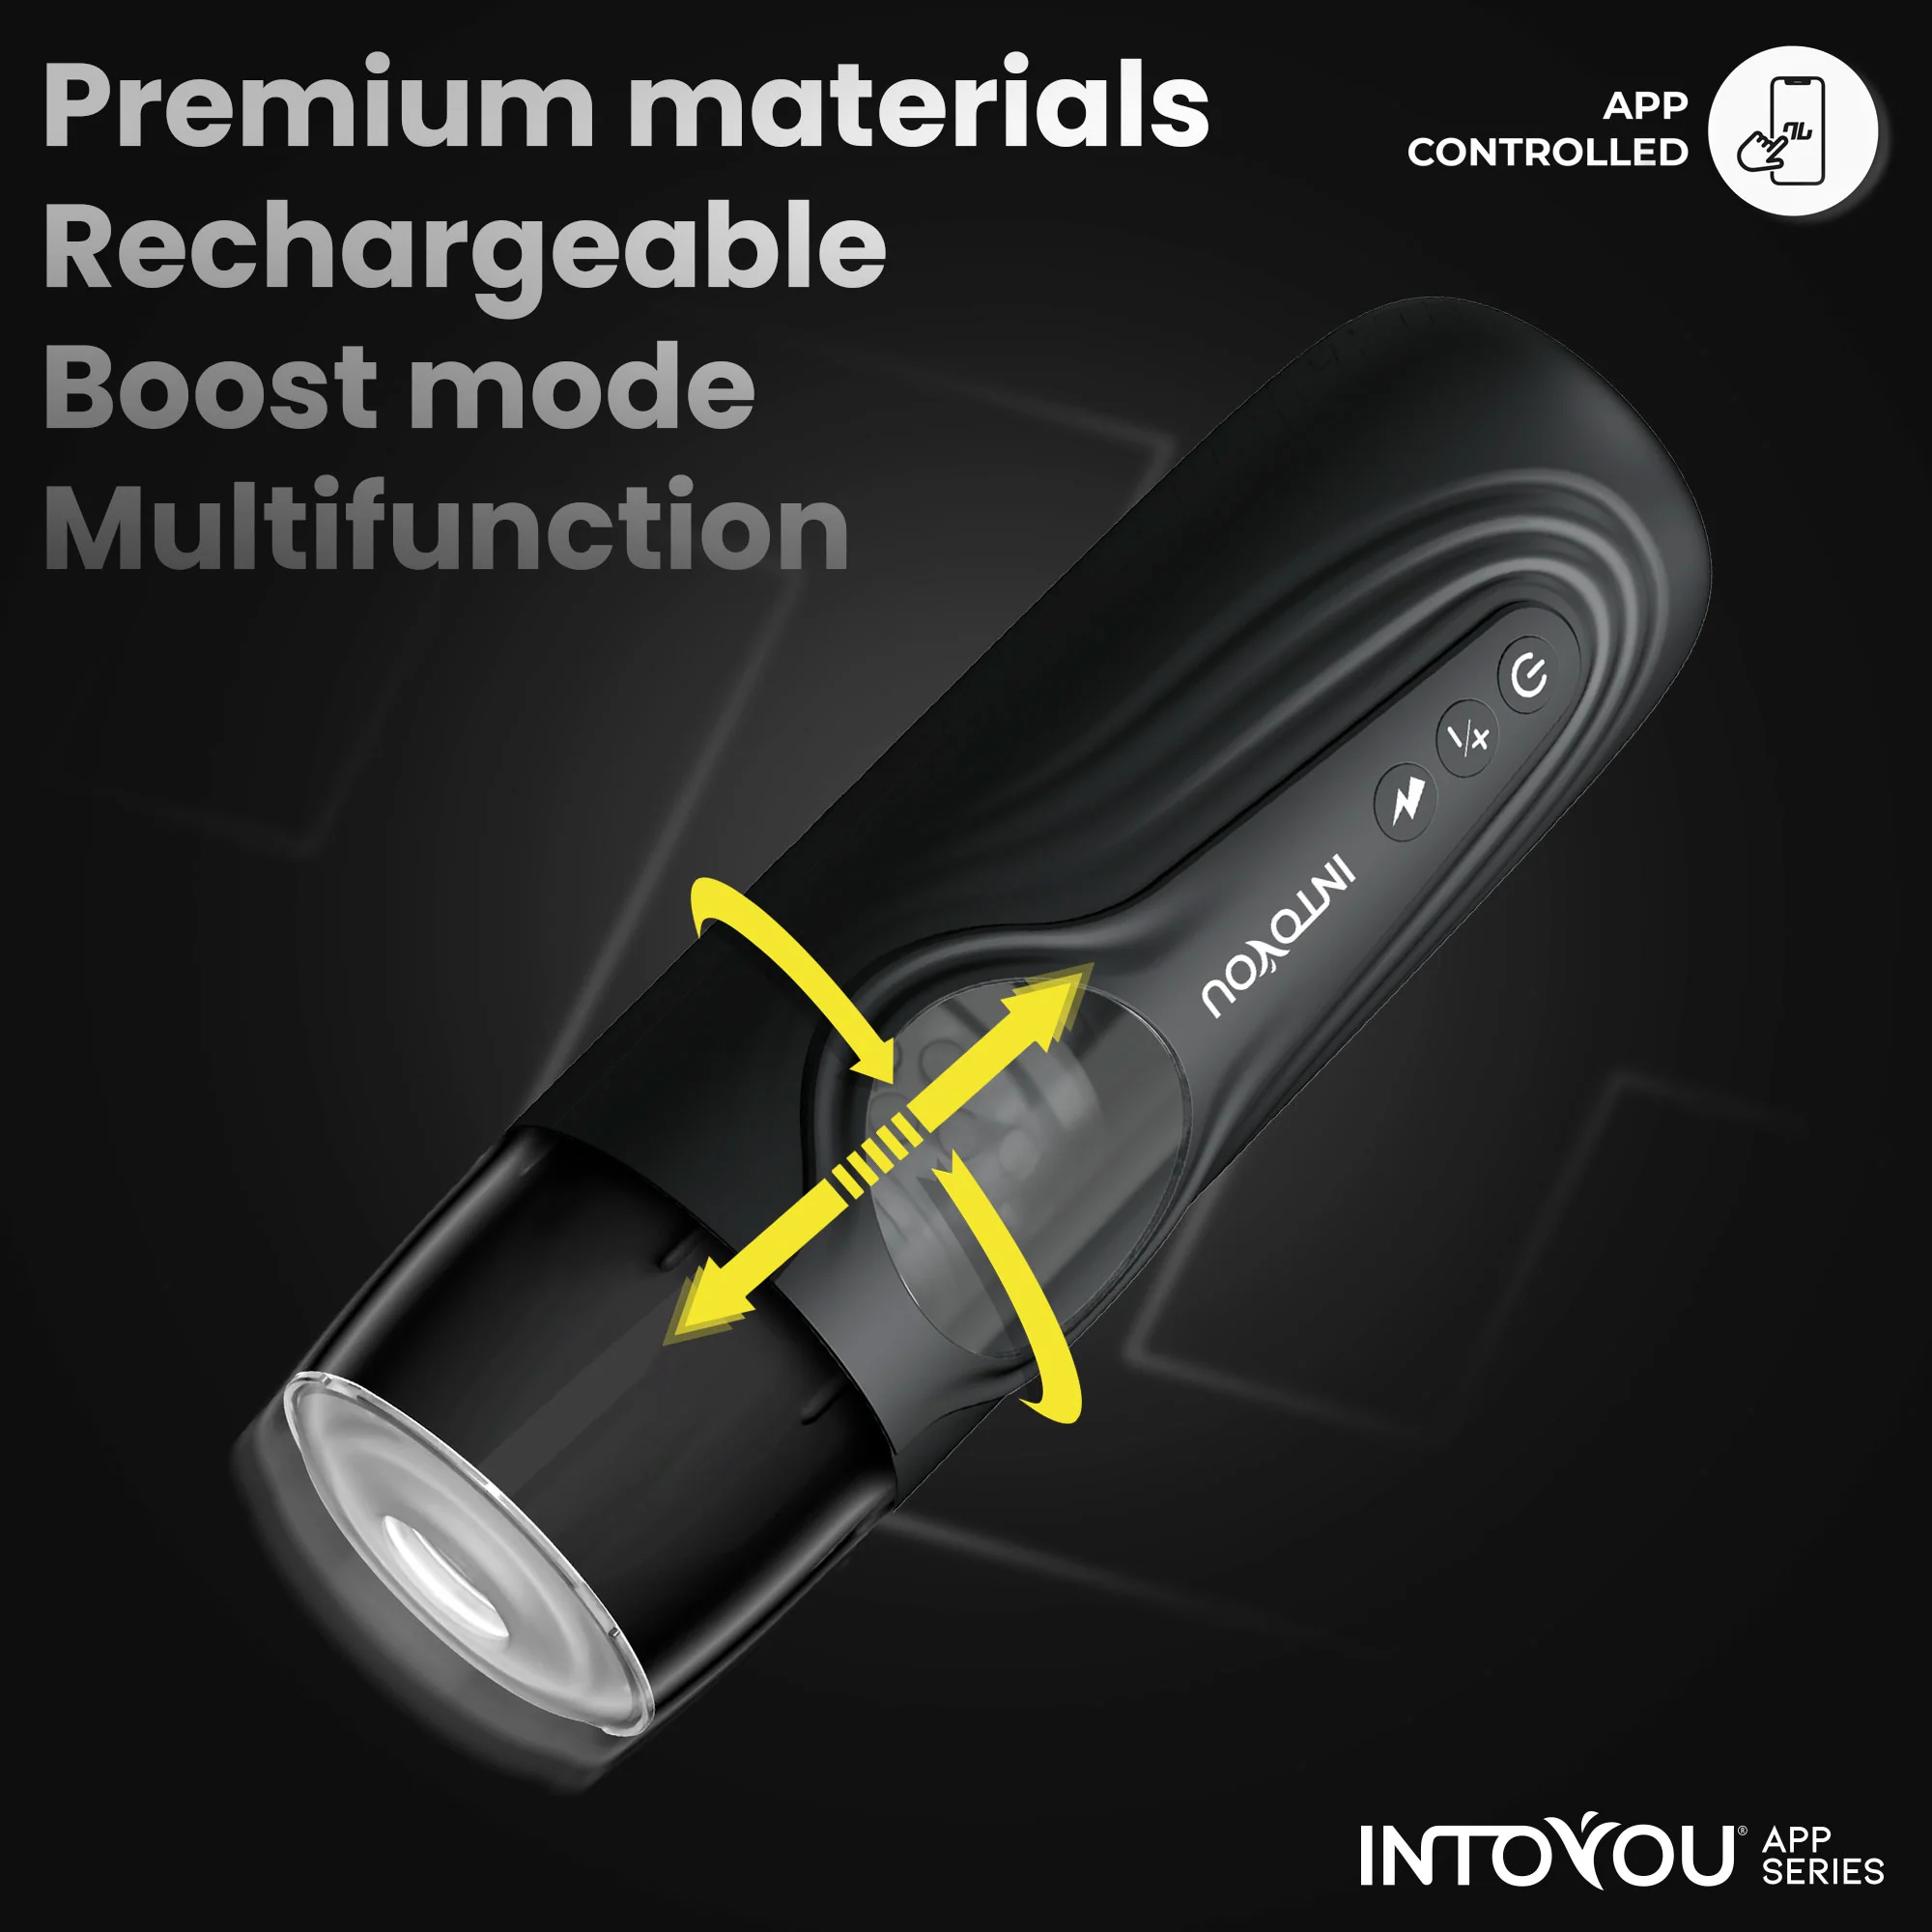 Premium materials
Rechargeable
Boost mode
Multifunction
APP
CONTROLLED
INTOYOU
INTOYOU® APP
SERIES